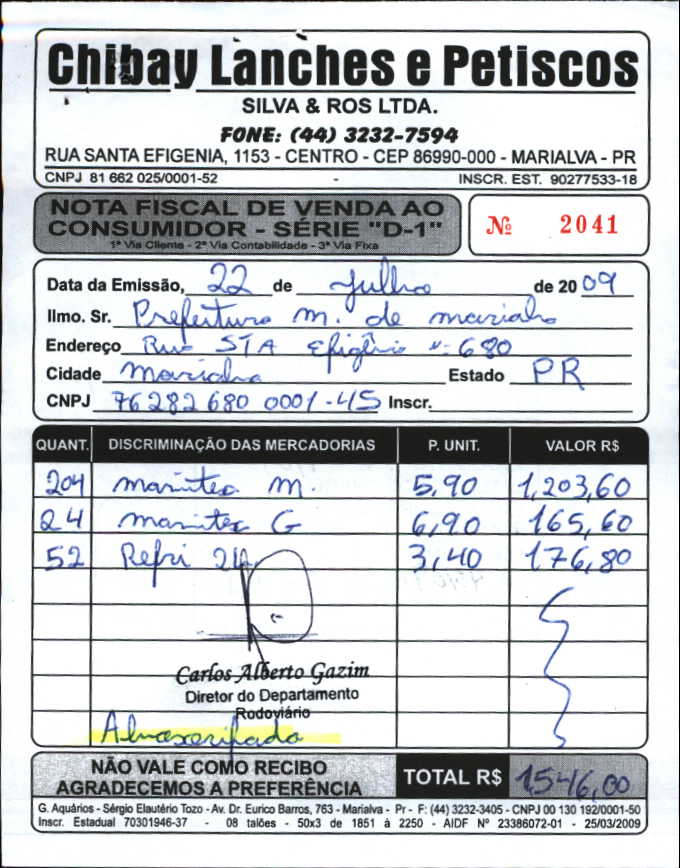 Chibay Lanches e Petiscos
SILVA & ROS LTDA.
FONE: (44) 3232-7594
RUA SANTA EFIGENIA, 1153 - CENTRO - CEP 86990-000 - MARIALVA - PR
CNPJ 81 662 025/0001-52 - INSCR. EST. 90277533-18
NOTA FISCAL DE VENDA AO
CONSUMIDOR - SÉRIE "D-1"
1ª Via Cliente - 2ª Via Contabilidade - 3ª Via Fixa
Nº 2041
Data da Emissão, 22 de Julho de 20 09
Ilmo. Sr. Prefeitura m. de marialva
Endereço Rua STA Efigênia nº 680
Cidade Marialva Estado PR
CNPJ 76 282 680 0001-45 Inscr.
QUANT. DISCRIMINAÇÃO DAS MERCADORIAS P. UNIT. VALOR R$
204 marmitex M. 5,90 1,203,60
24 marmitex G 6,90 165,60
52 Refri 2l 3,40 176,80
Carlos Alberto Gazim
Diretor do Departamento
Rodoviário
Almoxarifado
NÃO VALE COMO RECIBO
AGRADECEMOS A PREFERÊNCIA
TOTAL R$ 1546,00
G. Aquários - Sérgio Elautério Tozo - Av. Dr. Eurico Barros, 763 - Marialva - Pr - F: (44) 3232-3405 - CNPJ 00 130 192/0001-50
Inscr. Estadual 70301946-37 - 08 talões - 50x3 de 1851 à 2250 - AIDF Nº 23386072-01 - 25/03/2009